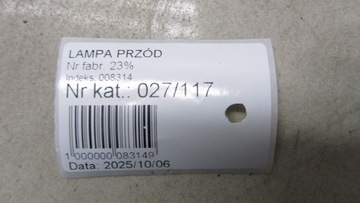 LAMPA PRZÓD
Nr fabr. 23%
Indeks. 008314
Nr kat.: 027/117
1 000000 083149
Data: 2025/10/06